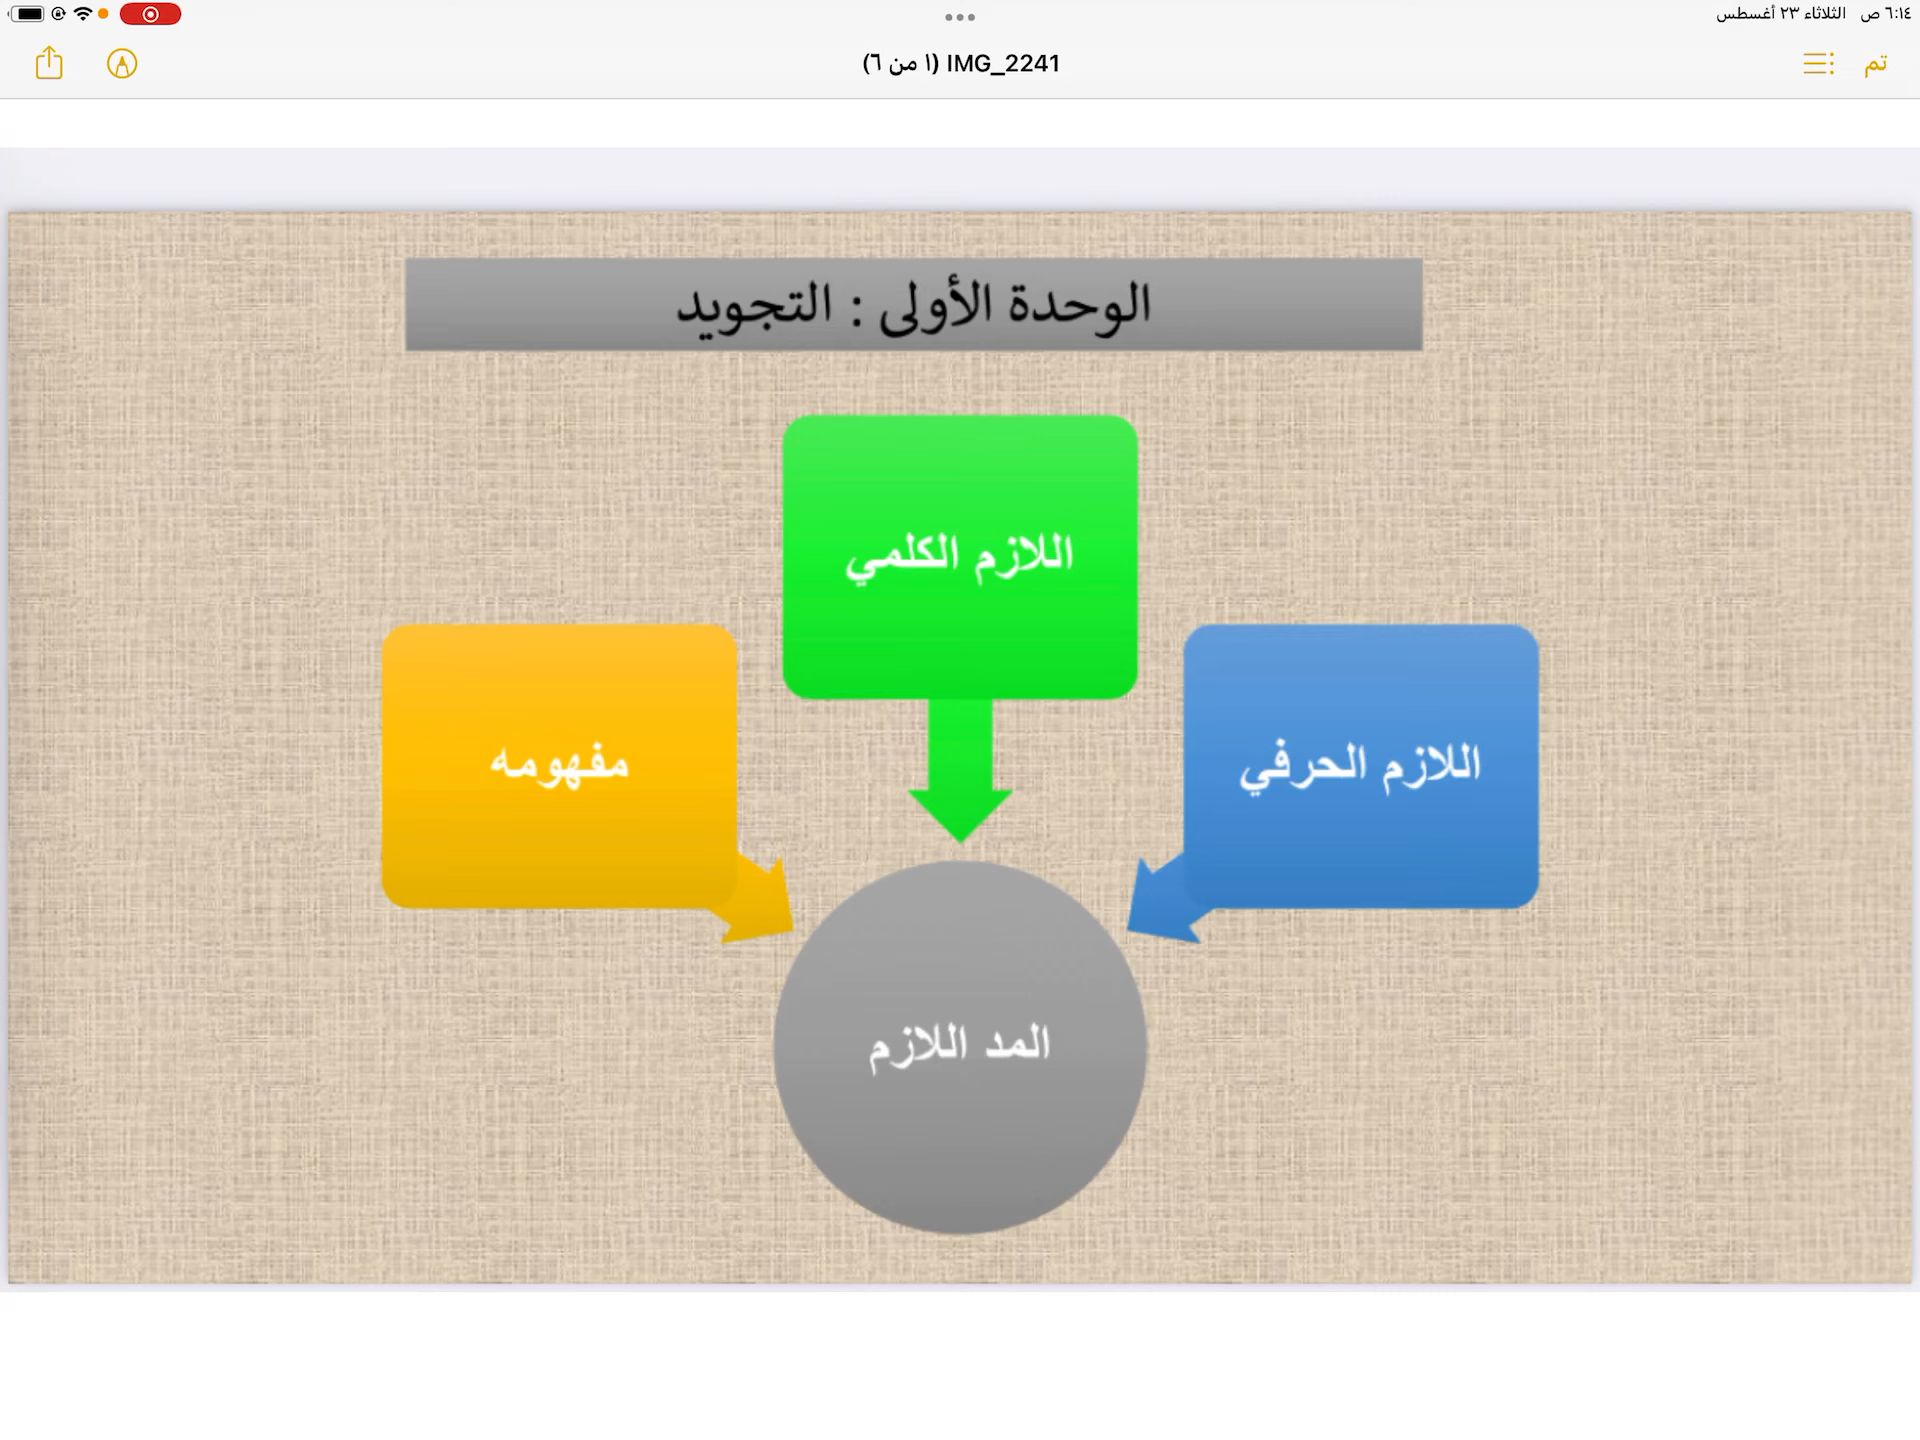 ٦:١٤ ص الثلاثاء ٢٣ أغسطس
تم
IMG_2241 (١ من ٦)
الوحدة الأولى : التجويد
اللازم الكلمي
اللازم الحرفي
مفهومه
المد اللازم